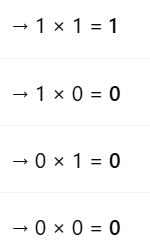 → 1 × 1 = 1
→ 1 × 0 = 0
→ 0 × 1 = 0
→ 0 × 0 = 0